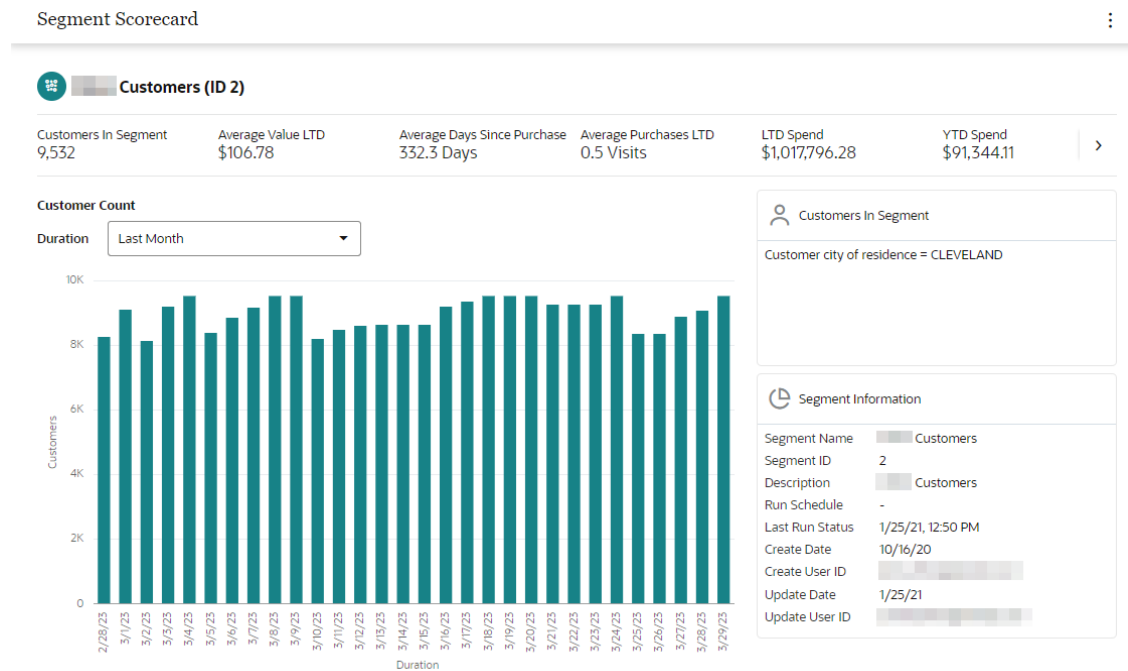 Segment Scorecard
Customers (ID 2)
Customers In Segment
9,532
Average Value LTD
$106.78
Average Days Since Purchase
332.3 Days
Average Purchases LTD
0.5 Visits
LTD Spend
$1,017,796.28
YTD Spend
$91,344.11
Customer Count
Duration
Last Month
10K
8K
6K
4K
2K
0
Customers
2/28/23
3/1/23
3/2/23
3/3/23
3/4/23
3/5/23
3/6/23
3/7/23
3/8/23
3/9/23
3/10/23
3/11/23
3/12/23
3/13/23
3/14/23
3/15/23
3/16/23
3/17/23
3/18/23
3/19/23
3/20/23
3/21/23
3/22/23
3/23/23
3/24/23
3/25/23
3/26/23
3/27/23
3/28/23
3/29/23
Duration
Customers In Segment
Customer city of residence = CLEVELAND
Segment Information
Segment Name Customers
Segment ID 2
Description Customers
Run Schedule -
Last Run Status 1/25/21, 12:50 PM
Create Date 10/16/20
Create User ID
Update Date 1/25/21
Update User ID